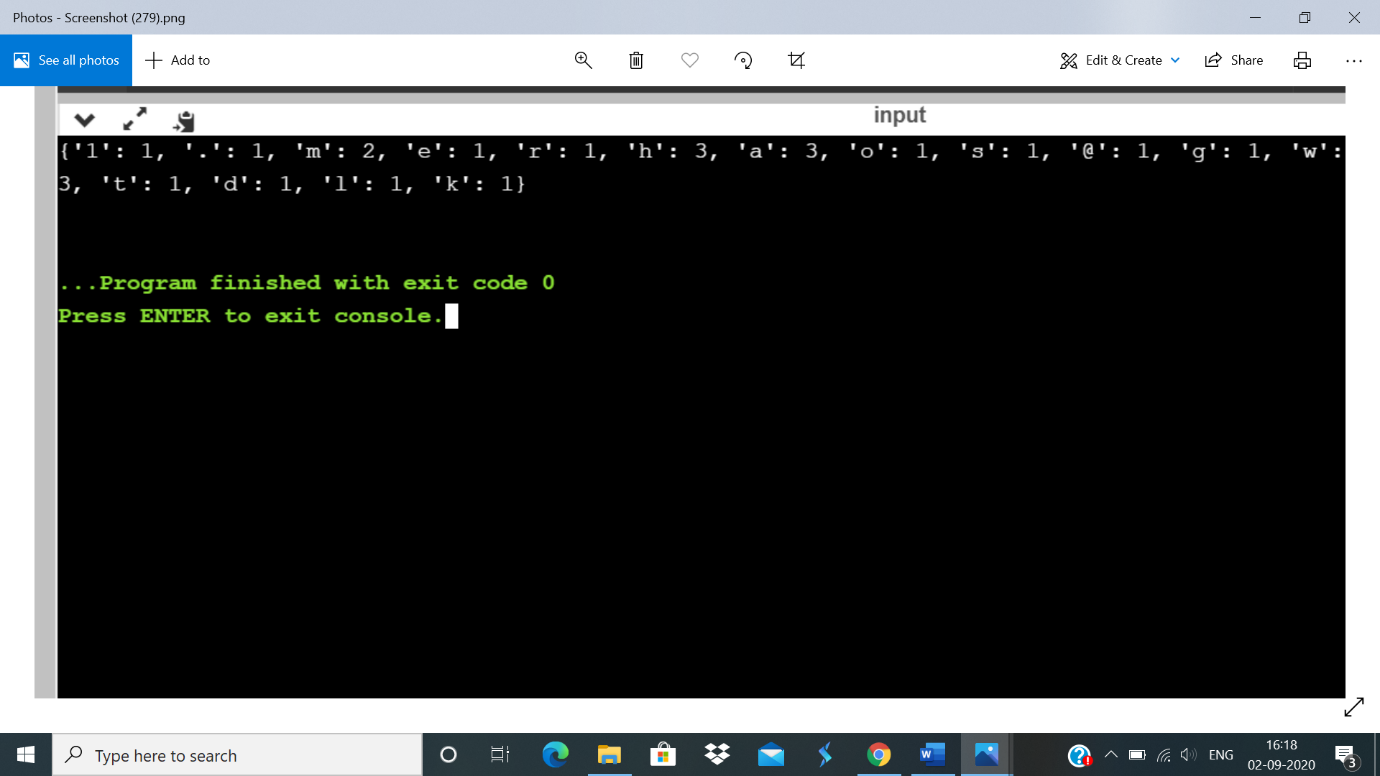 Photos - Screenshot (279).png
See all photos
Add to
Edit & Create
Share
input
{'1': 1, '.': 1, 'm': 2, 'e': 1, 'r': 1, 'h': 3, 'a': 3, 'o': 1, 's': 1, '@': 1, 'g': 1, 'w':
3, 't': 1, 'd': 1, 'l': 1, 'k': 1}
...Program finished with exit code 0
Press ENTER to exit console.
Type here to search
W
ENG
16:18
02-09-2020
3